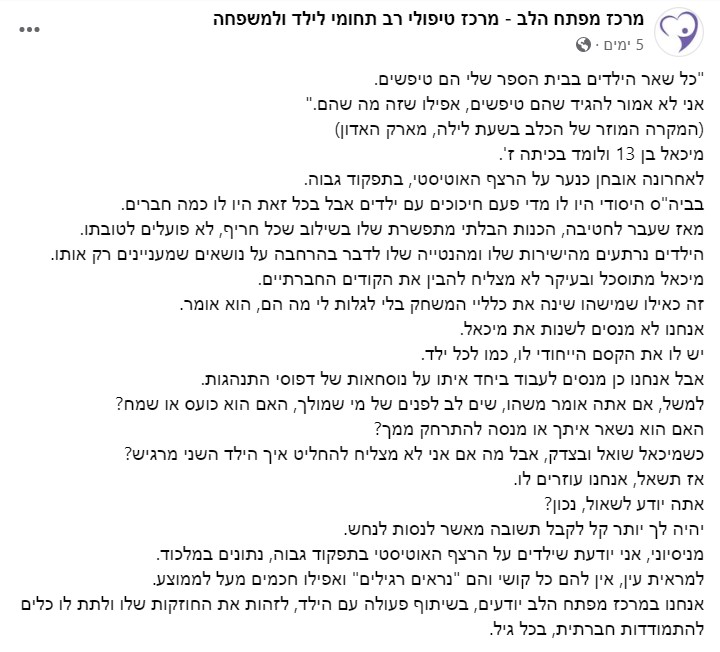 מרכז מפתח הלב - מרכז טיפולי רב תחומי לילד ולמשפחה
5 ימים ·
"כל שאר הילדים בבית הספר שלי הם טיפשים.
אני לא אמור להגיד שהם טיפשים, אפילו שזה מה שהם."
(המקרה המוזר של הכלב בשעת לילה, מארק האדון)
מיכאל בן 13 ולומד בכיתה ז'.
לאחרונה אובחן כנער על הרצף האוטיסטי, בתפקוד גבוה.
בביה"ס היסודי היו לו מדי פעם חיכוכים עם ילדים אבל בכל זאת היו לו כמה חברים.
מאז שעבר לחטיבה, הכנות הבלתי מתפשרת שלו בשילוב שכל חריף, לא פועלים לטובתו.
הילדים נרתעים מהישירות שלו ומהנטייה שלו לדבר בהרחבה על נושאים שמעניינים רק אותו.
מיכאל מתוסכל ובעיקר לא מצליח להבין את הקודים החברתיים.
זה כאילו שמישהו שינה את כלליי המשחק בלי לגלות לי מה הם, הוא אומר.
אנחנו לא מנסים לשנות את מיכאל.
יש לו את הקסם הייחודי לו, כמו לכל ילד.
אבל אנחנו כן מנסים לעבוד ביחד איתו על נוסחאות של דפוסי התנהגות.
למשל, אם אתה אומר משהו, שים לב לפנים של מי שמולך, האם הוא כועס או שמח?
האם הוא נשאר איתך או מנסה להתרחק ממך?
כשמיכאל שואל ובצדק, אבל מה אם אני לא מצליח להחליט איך הילד השני מרגיש?
אז תשאל, אנחנו עוזרים לו.
אתה יודע לשאול, נכון?
יהיה לך יותר קל לקבל תשובה מאשר לנסות לנחש.
מניסיוני, אני יודעת שילדים על הרצף האוטיסטי בתפקוד גבוה, נתונים במלכוד.
למראית עין, אין להם כל קושי והם "נראים רגילים" ואפילו חכמים מעל לממוצע.
אנחנו במרכז מפתח הלב יודעים, בשיתוף פעולה עם הילד, לזהות את החוזקות שלו ולתת לו כלים
להתמודדות חברתית, בכל גיל.